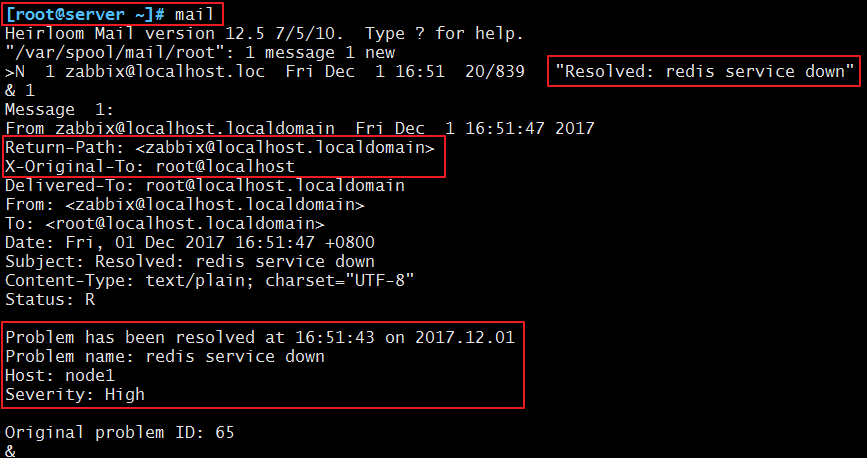 [root@server ~]# mail
Heirloom Mail version 12.5 7/5/10.  Type ? for help.
"/var/spool/mail/root": 1 message 1 new
>N  1 zabbix@localhost.loc  Fri Dec  1 16:51  20/839   "Resolved: redis service down"
& 1
Message  1:
From zabbix@localhost.localdomain  Fri Dec  1 16:51:47 2017
Return-Path: <zabbix@localhost.localdomain>
X-Original-To: root@localhost
Delivered-To: root@localhost.localdomain
From: <zabbix@localhost.localdomain>
To: <root@localhost.localdomain>
Date: Fri, 01 Dec 2017 16:51:47 +0800
Subject: Resolved: redis service down
Content-Type: text/plain; charset="UTF-8"
Status: R

Problem has been resolved at 16:51:43 on 2017.12.01
Problem name: redis service down
Host: node1
Severity: High

Original problem ID: 65
&